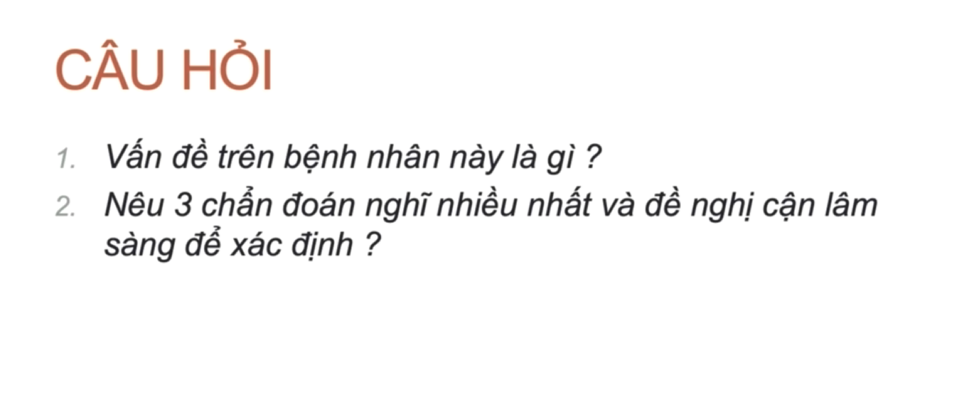 CÂU HỎI
1. Vấn đề trên bệnh nhân này là gì ?
2. Nêu 3 chẩn đoán nghĩ nhiều nhất và đề nghị cận lâm
sàng để xác định ?